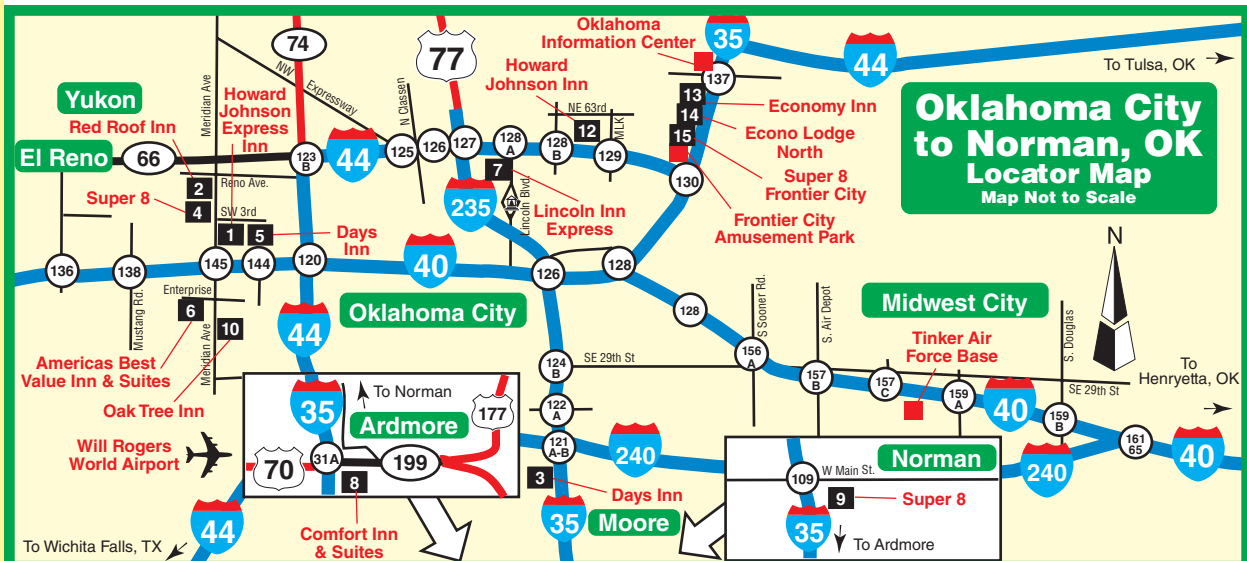 Oklahoma City
to Norman, OK
Locator Map
Map Not to Scale
N
Yukon
El Reno
66
74
77
35
44
To Tulsa, OK
Oklahoma
Information Center
137
Howard
Johnson Inn
NE 63rd
12
MLK
13
Economy Inn
14
Econo Lodge
North
15
Super 8
Frontier City
Frontier City
Amusement Park
130
129
128
B
128
A
127
126
125
N Classen
NW
Expressway
Meridian Ave
Howard
Johnson
Express
Inn
Red Roof Inn
123
B
44
Reno Ave.
2
Super 8
4
SW 3rd
1
5
Days
Inn
7
Lincoln Blvd.
Lincoln Inn
Express
235
136
138
145
144
120
40
126
128
128
Oklahoma City
Enterprise
6
10
Mustang Rd.
Meridian Ave
Americas Best
Value Inn & Suites
Oak Tree Inn
44
Will Rogers
World Airport
44
To Wichita Falls, TX
35
To Norman
Ardmore
177
31A
70
199
8
Comfort Inn
& Suites
124
B
SE 29th St
122
A
121
A-B
240
3
Days Inn
35
Moore
S Sooner Rd.
156
A
S. Air Depot
157
B
Midwest City
Tinker Air
Force Base
157
C
159
A
40
S. Douglas
SE 29th St
159
B
To
Henryetta, OK
161
65
40
240
Norman
109
W Main St.
9
Super 8
35
To Ardmore